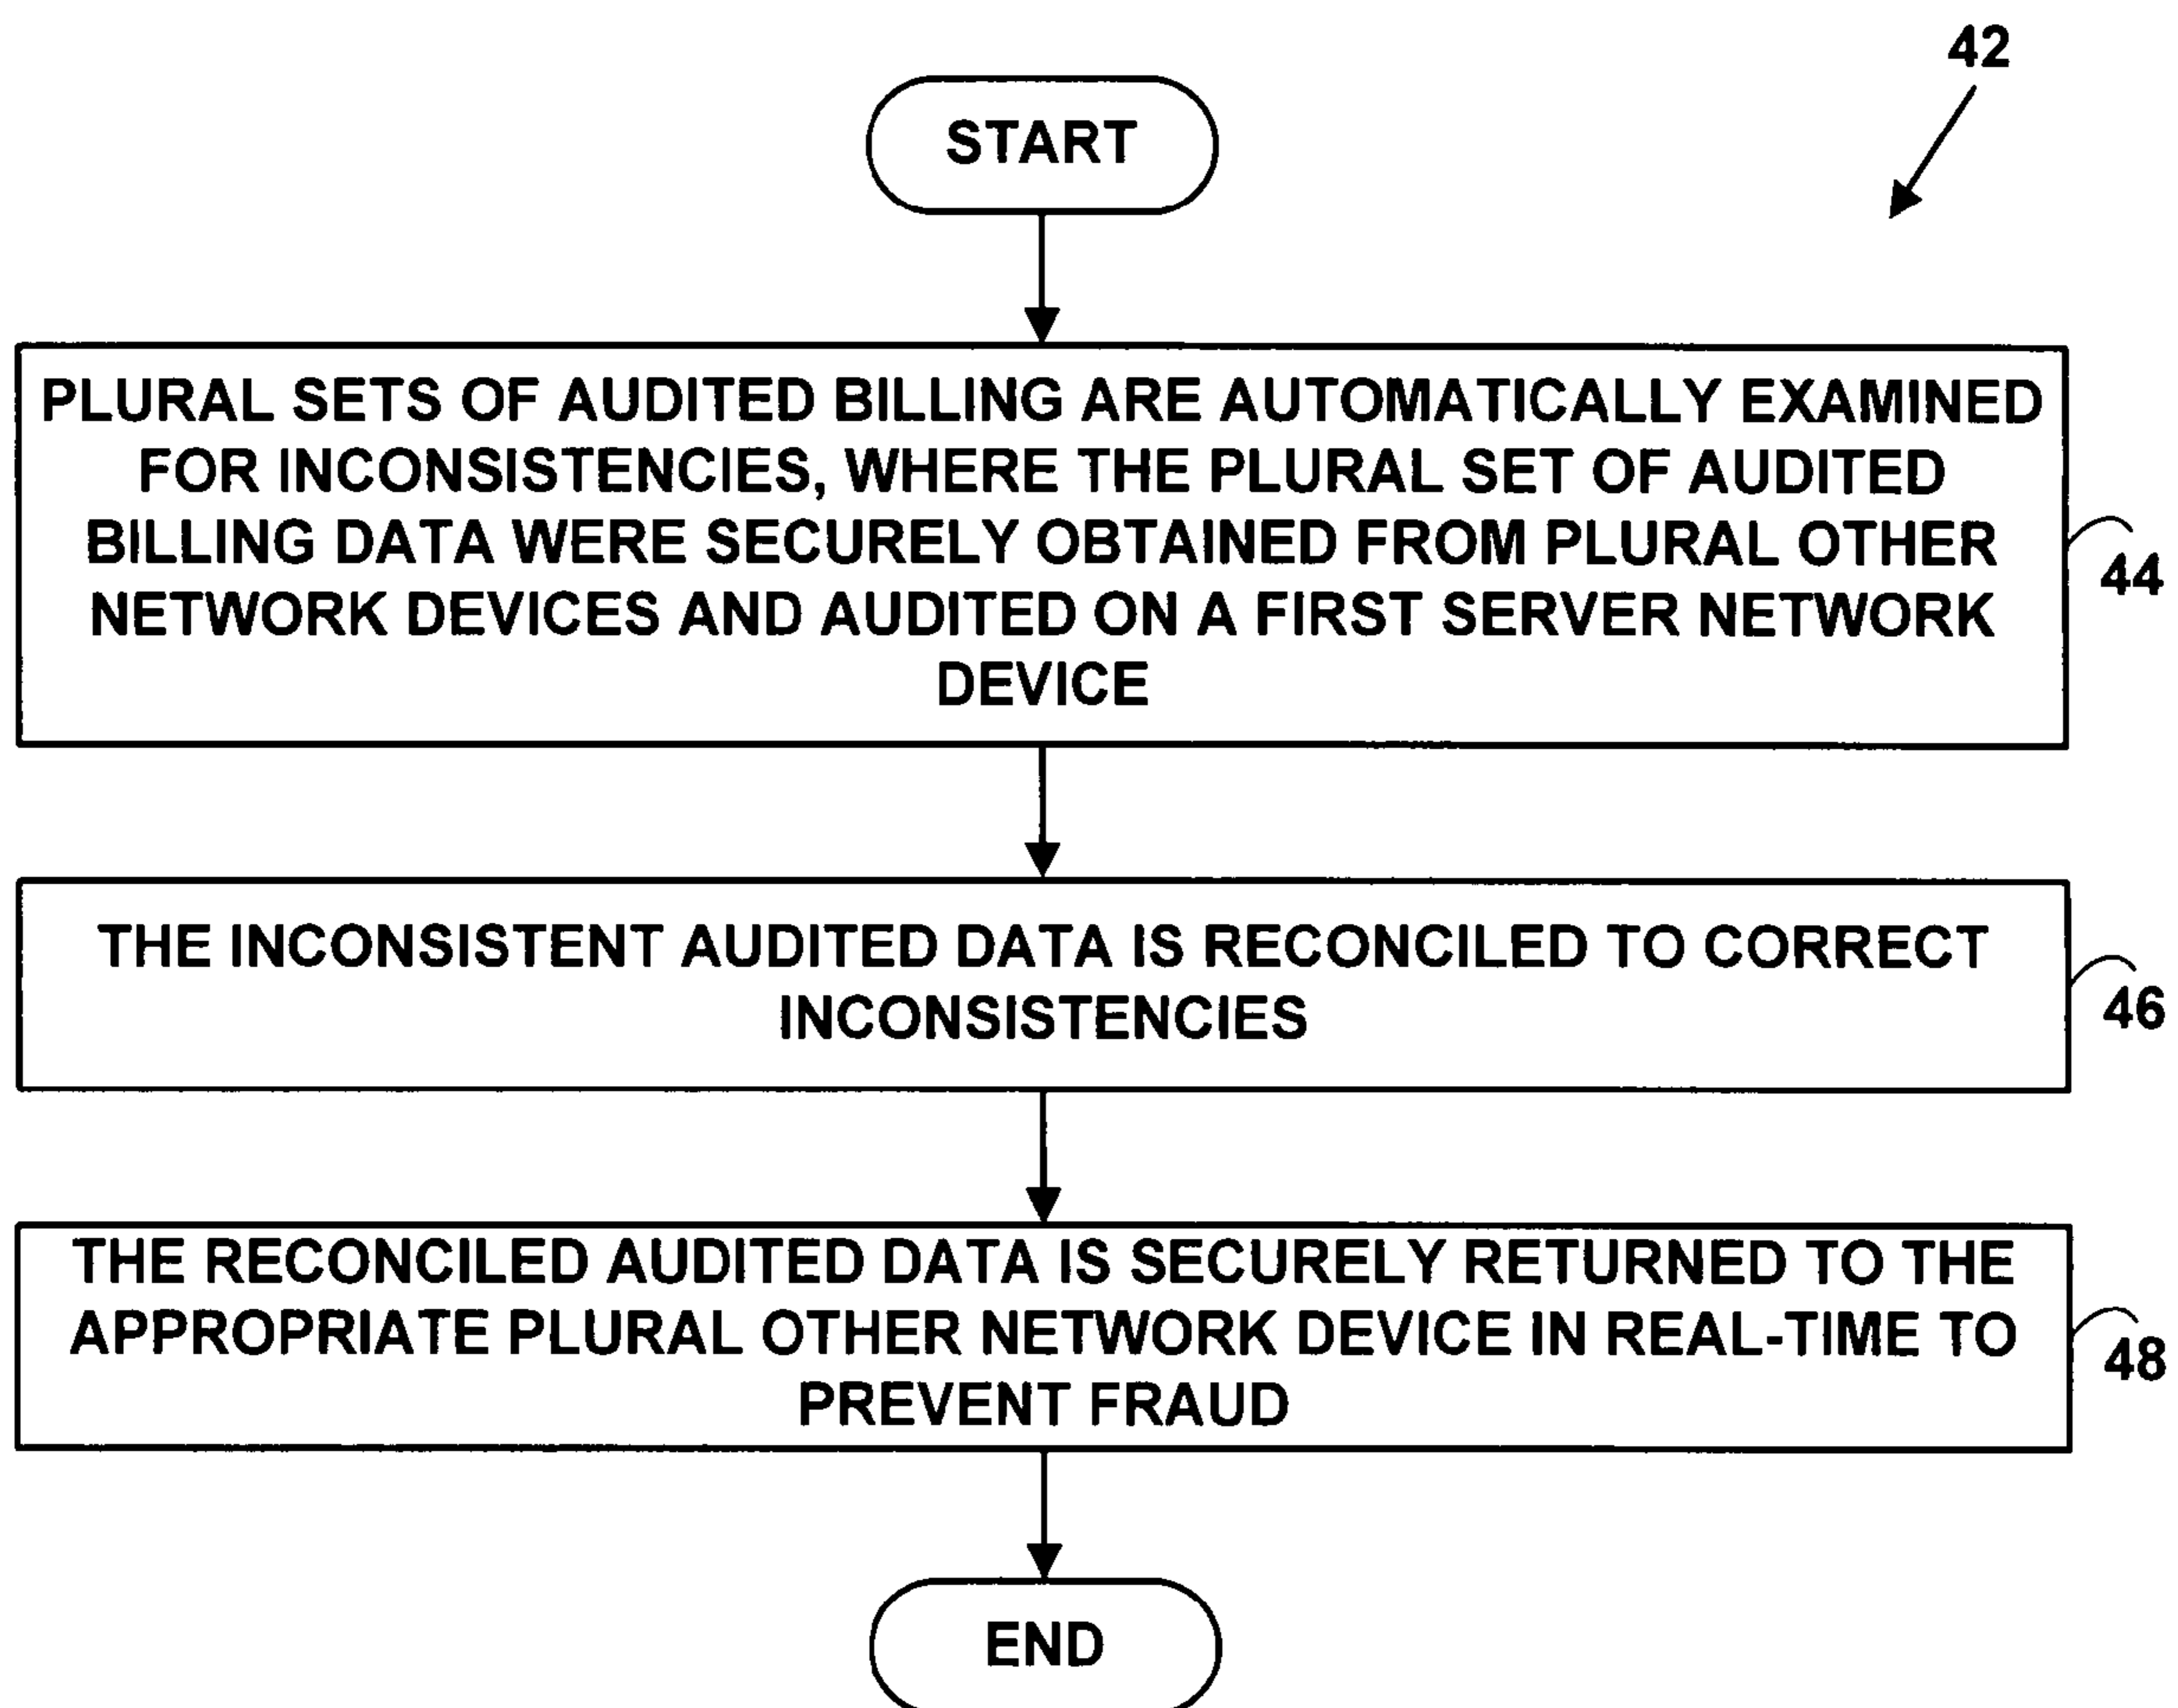 42
START
PLURAL SETS OF AUDITED BILLING ARE AUTOMATICALLY EXAMINED
FOR INCONSISTENCIES, WHERE THE PLURAL SET OF AUDITED
BILLING DATA WERE SECURELY OBTAINED FROM PLURAL OTHER
NETWORK DEVICES AND AUDITED ON A FIRST SERVER NETWORK
DEVICE
44
THE INCONSISTENT AUDITED DATA IS RECONCILED TO CORRECT
INCONSISTENCIES
46
THE RECONCILED AUDITED DATA IS SECURELY RETURNED TO THE
APPROPRIATE PLURAL OTHER NETWORK DEVICE IN REAL-TIME TO
PREVENT FRAUD
48
END